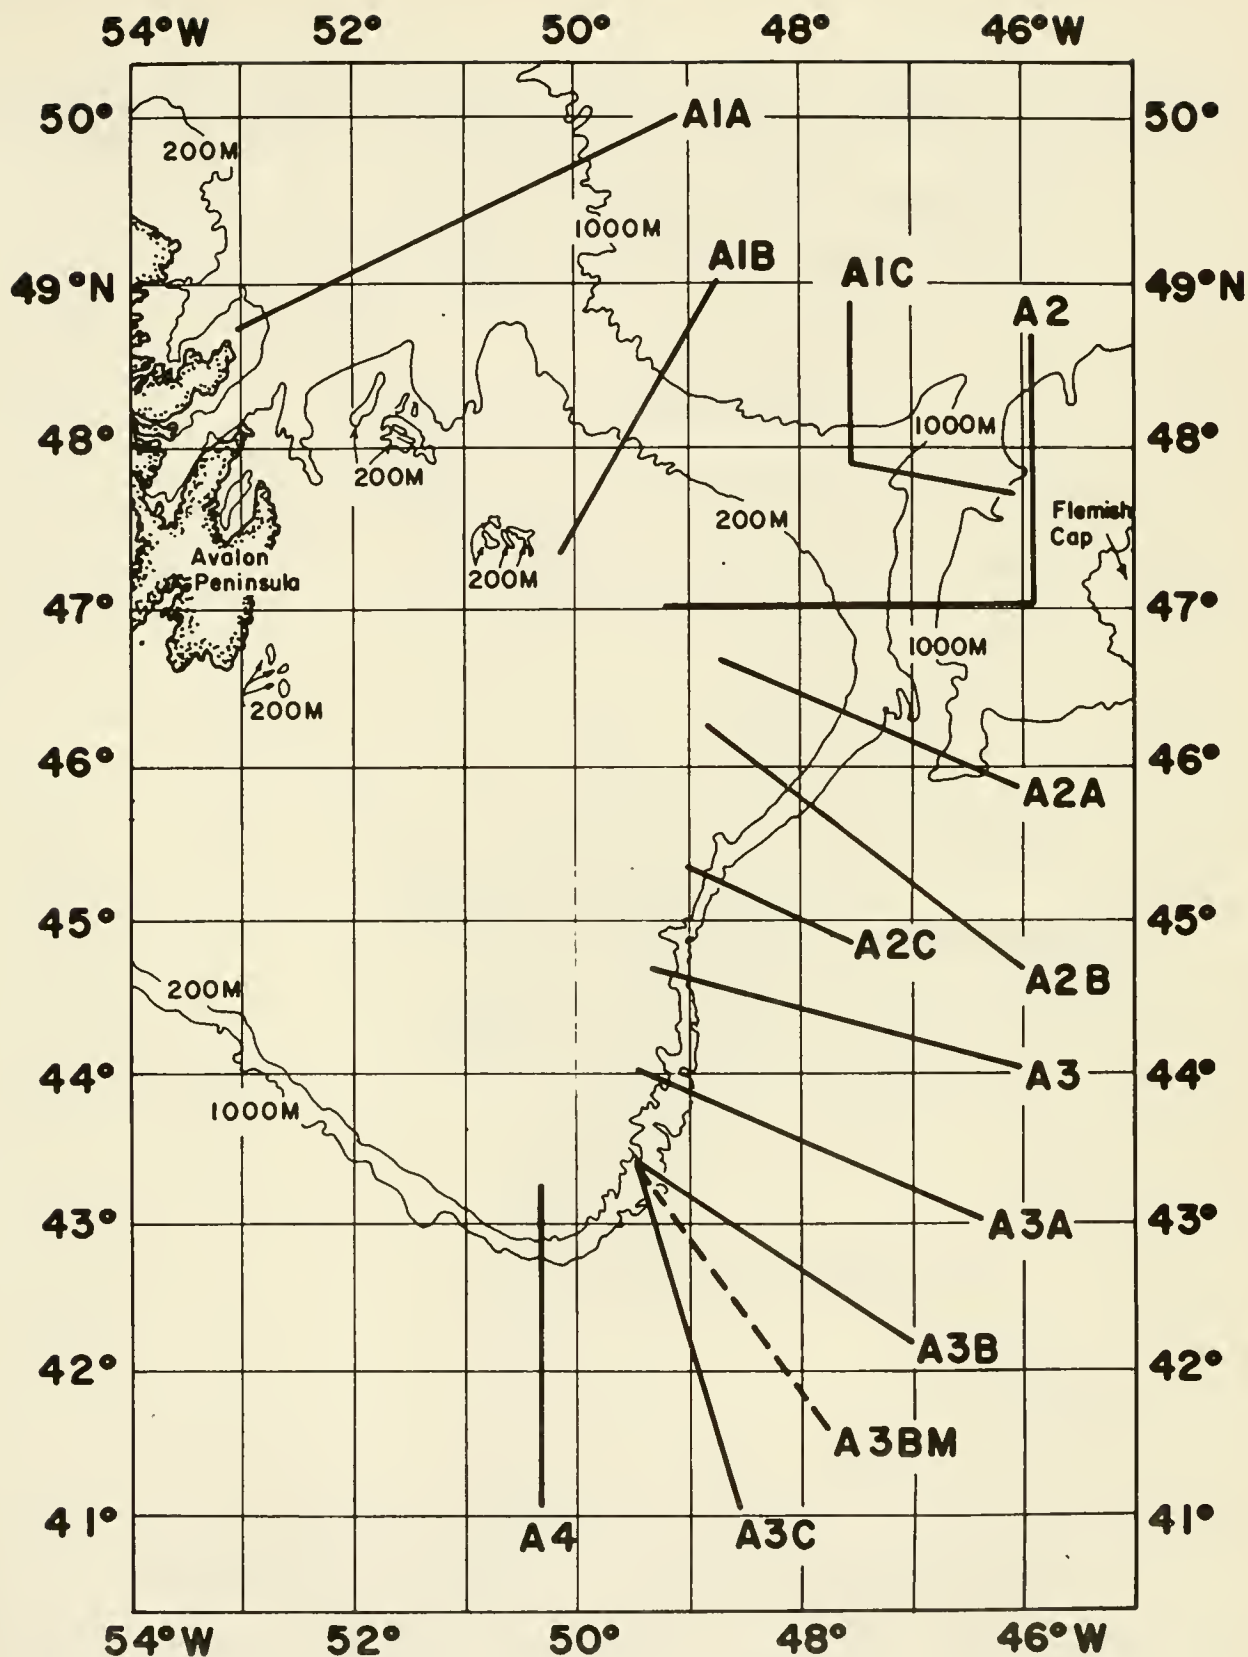 54°W 52° 50° 48° 46°W
50° A1A 50°
200M
1000M
49°N A1B A1C 49°N
A2
48° 1000M 48°
200M
200M Flemish
Cap
Avalon
Peninsula
200M
47° 47°
1000M
200M
46° 46°
A2A
45° 45°
A2C
A2B
200M
44° A3 44°
1000M
43° A3A 43°
42° A3B 42°
A3BM
41° 41°
A4 A3C
54°W 52° 50° 48° 46°W